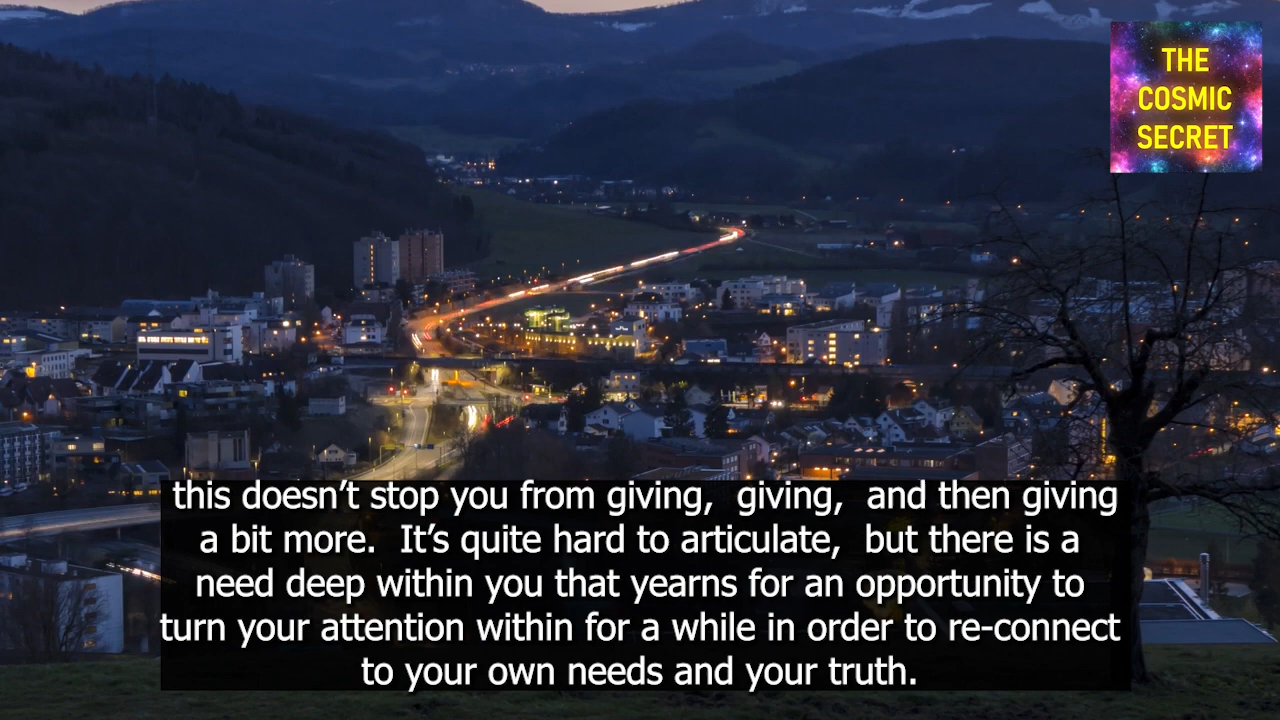 THE
COSMIC
SECRET
this doesn’t stop you from giving,  giving,  and then giving
a bit more.  It’s quite hard to articulate,  but there is a
need deep within you that yearns for an opportunity to
turn your attention within for a while in order to re-connect
to your own needs and your truth.